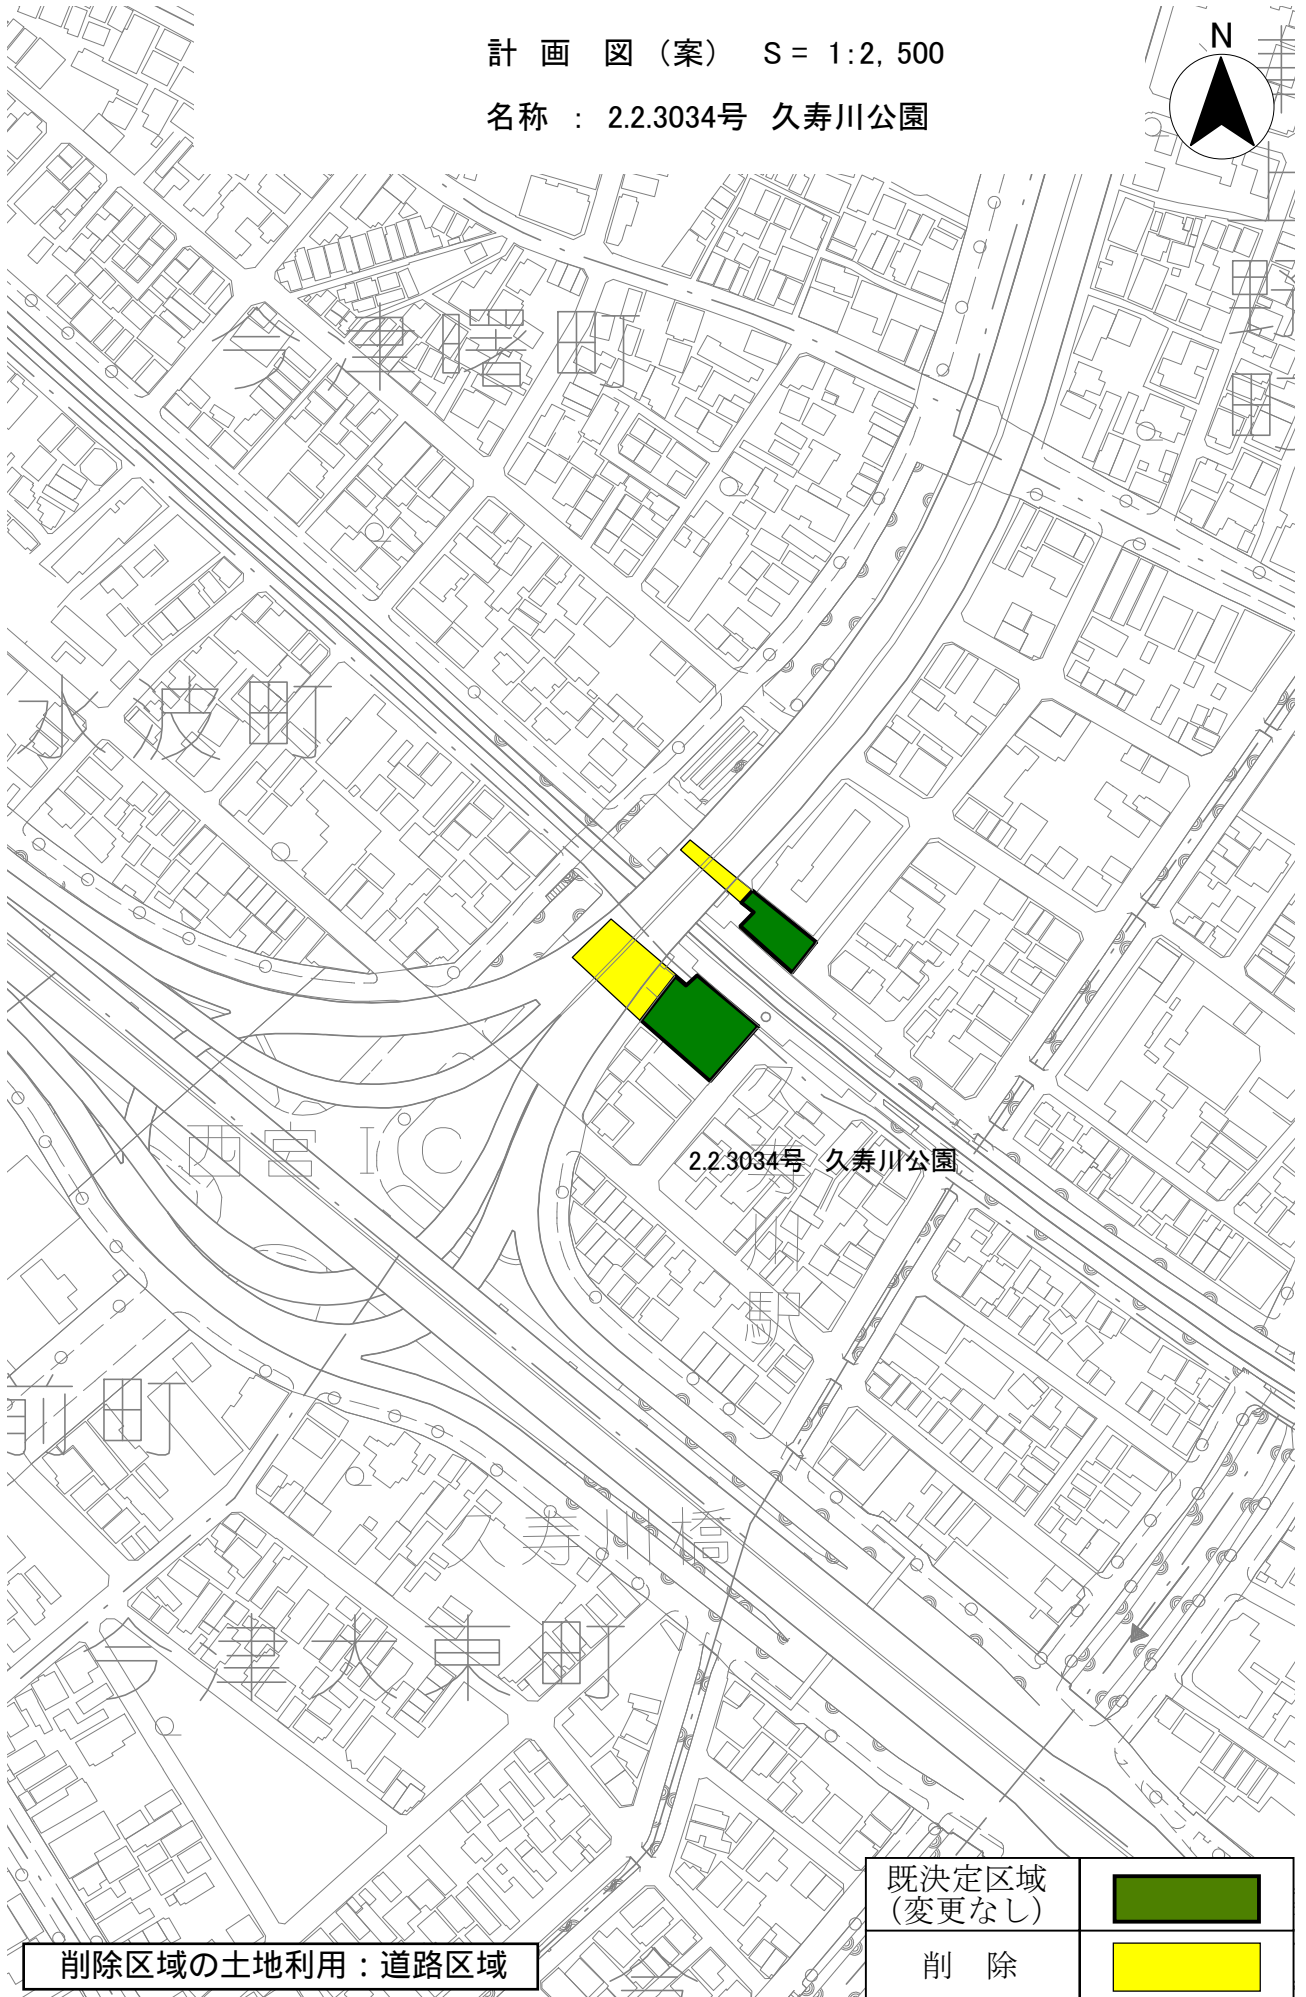 計 画 図 （案） S = 1:2,500
N
名称 ： 2.2.3034号 久寿川公園
今津曙町
水波町
西宮 I C
2.2.3034号 久寿川公園
久寿川駅
前町
久寿川橋
今津大東町
既決定区域
（変更なし）
削 除
削除区域の土地利用：道路区域